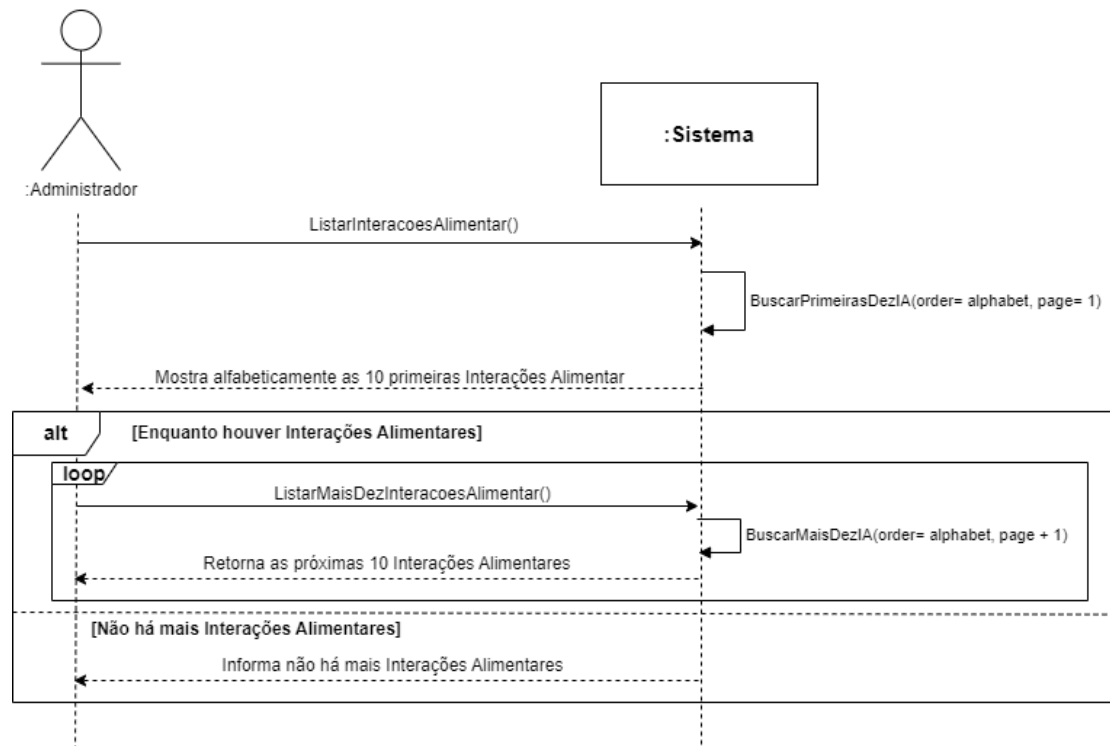 :Sistema
:Administrador
ListarInteracoesAlimentar()
BuscarPrimeirasDezIA(order= alphabet, page= 1)
Mostra alfabeticamente as 10 primeiras Interações Alimentar
alt
[Enquanto houver Interações Alimentares]
loop
ListarMaisDezInteracoesAlimentar()
BuscarMaisDezIA(order= alphabet, page + 1)
Retorna as próximas 10 Interações Alimentares
[Não há mais Interações Alimentares]
Informa não há mais Interações Alimentares